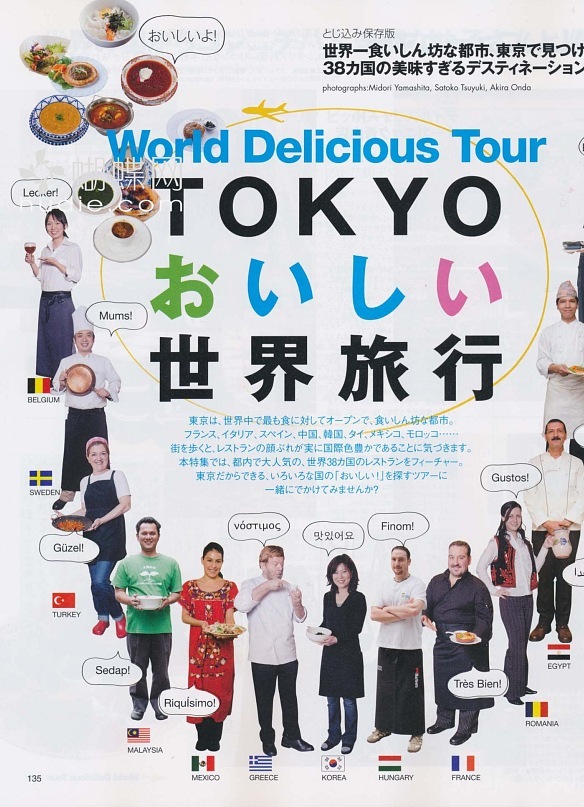 おいしいよ!
とじ込み保存版
世界一食いしん坊な都市、東京で見つけ
38カ国の美味すぎるデスティネーション
photographs:Midori Yamashita, Satoko Tsuyuki, Akira Onda
World Delicious Tour
TOKYO
おいしい
世界旅行
蝴蝶网
Lecker!
Mums!
BELGIUM
東京は、世界中で最も食に対してオープンで、食いしん坊な都市。
フランス、イタリア、スペイン、中国、韓国、タイ、メキシコ、モロッコ……
街を歩くと、レストランの顔ぶれが実に国際色豊かであることに気づきます。
本特集では、都内で大人気の、世界38カ国のレストランをフィーチャー。
東京だからできる、いろいろな国の「おいしい!」を探すツアーに
一緒にでかけてみませんか?
SWEDEN
Güzel!
νόστιμος
맛있어요
Finom!
Gustos!
TURKEY
Sedap!
Riquísimo!
Très Bien!
EGYPT
MALAYSIA
ROMANIA
MEXICO
GREECE
KOREA
HUNGARY
FRANCE
135